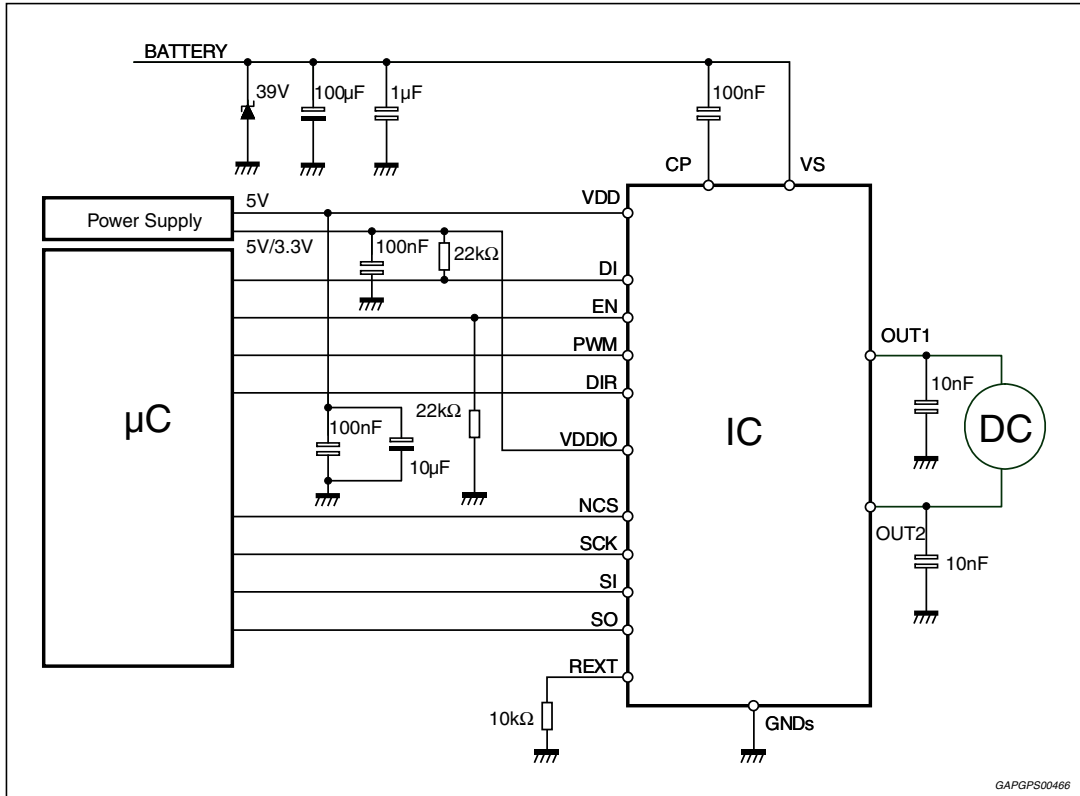 BATTERY
39V
100µF
1µF
100nF
CP
VS
5V
VDD
Power Supply
5V/3.3V
100nF
22kΩ
DI
EN
OUT1
PWM
DIR
10nF
µC
22kΩ
IC
DC
100nF
VDDIO
10µF
NCS
OUT2
SCK
10nF
SI
SO
REXT
10kΩ
GNDs
GAPGPS00466